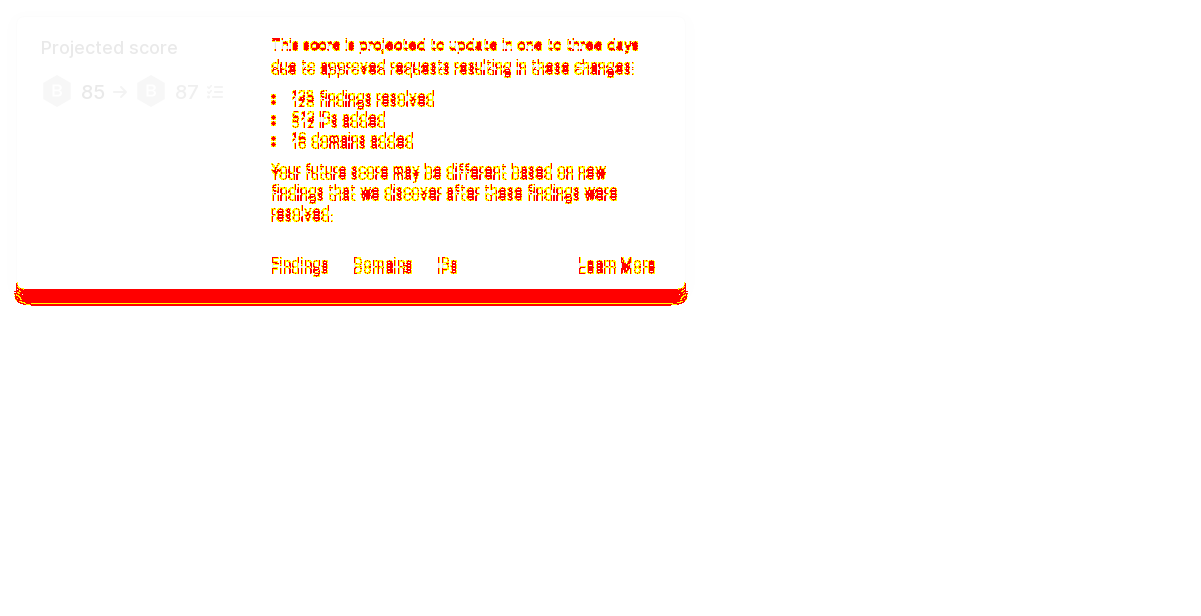 Projected score
B 85 → B 87
This score is projected to update in one to three days
due to approved requests resulting in these changes:
• 128 findings resolved
• 512 IPs added
• 16 domains added
Your future score may be different based on new
findings that we discover after these findings were
resolved.
Findings Domains IPs Learn More